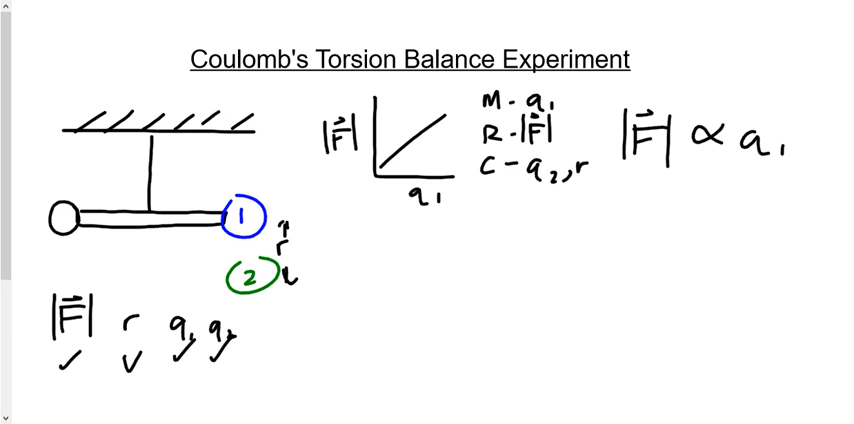 Coulomb's Torsion Balance Experiment
|F⃗|
q₁
M - q₁
R - |F⃗|
C - q₂, r
|F⃗| ∝ q₁
1
r
2
|F⃗| r q₁ q₂
✓ ✓ ✓ ✓